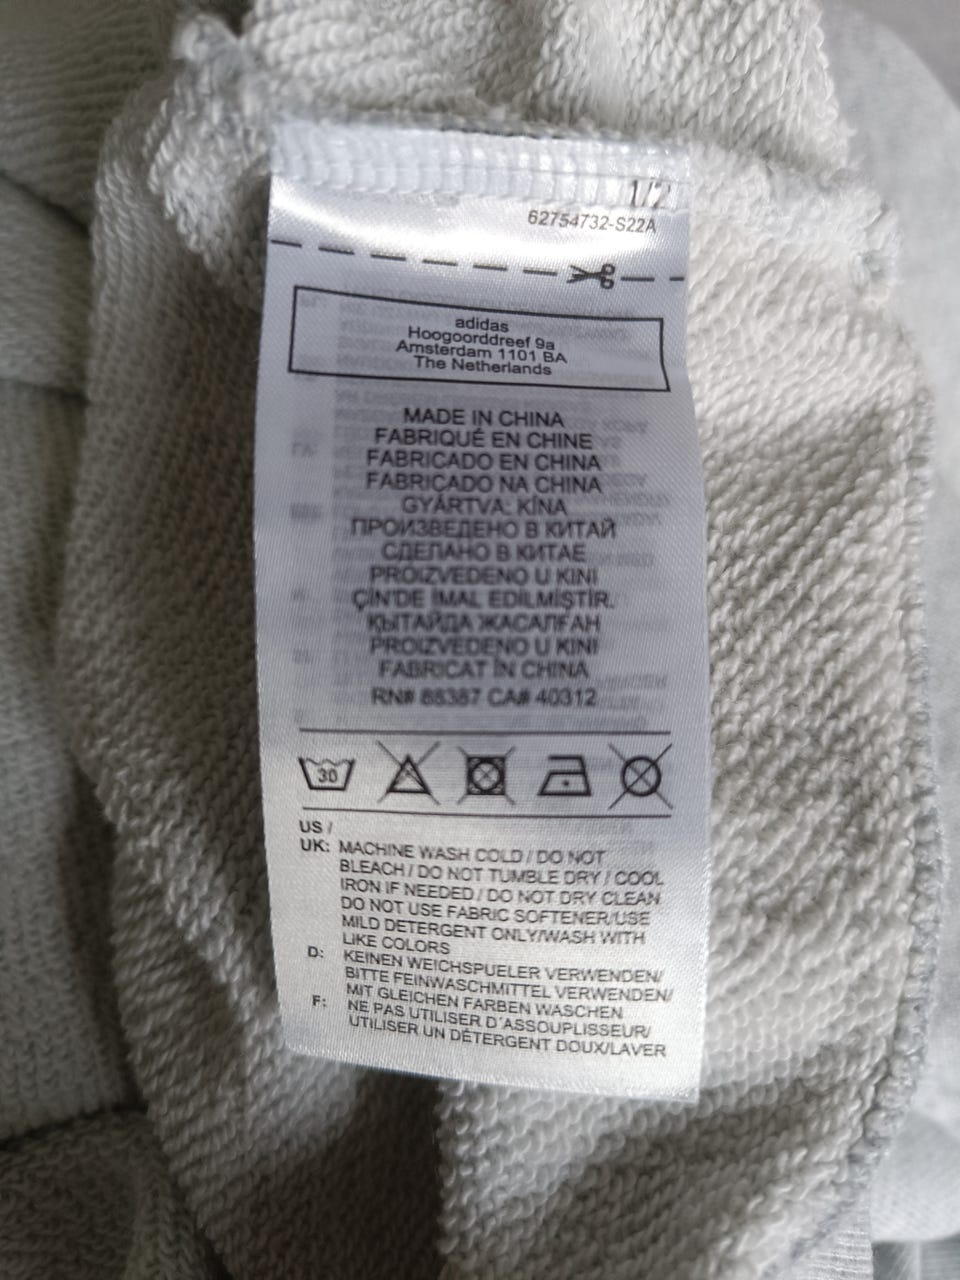 1/2
62754732-S22A
adidas
Hoogoorddreef 9a
Amsterdam 1101 BA
The Netherlands
MADE IN CHINA
FABRIQUÉ EN CHINE
FABRICADO EN CHINA
FABRICADO NA CHINA
GYÁRTVA: KÍNA
ПРОИЗВЕДЕНО В КИТАЙ
СДЕЛАНО В КИТАЕ
PROIZVEDENO U KINI
ÇİN'DE İMAL EDİLMİŞTİR.
ҚЫТАЙДА ЖАСАЛҒАН
PROIZVEDENO U KINI
FABRICAT ÎN CHINA
RN# 88387 CA# 40312
30
US /
UK: MACHINE WASH COLD / DO NOT
BLEACH / DO NOT TUMBLE DRY / COOL
IRON IF NEEDED / DO NOT DRY CLEAN
DO NOT USE FABRIC SOFTENER/USE
MILD DETERGENT ONLY/WASH WITH
LIKE COLORS
D: KEINEN WEICHSPUELER VERWENDEN/
BITTE FEINWASCHMITTEL VERWENDEN/
MIT GLEICHEN FARBEN WASCHEN
F: NE PAS UTILISER D'ASSOUPLISSEUR/
UTILISER UN DÉTERGENT DOUX/LAVER